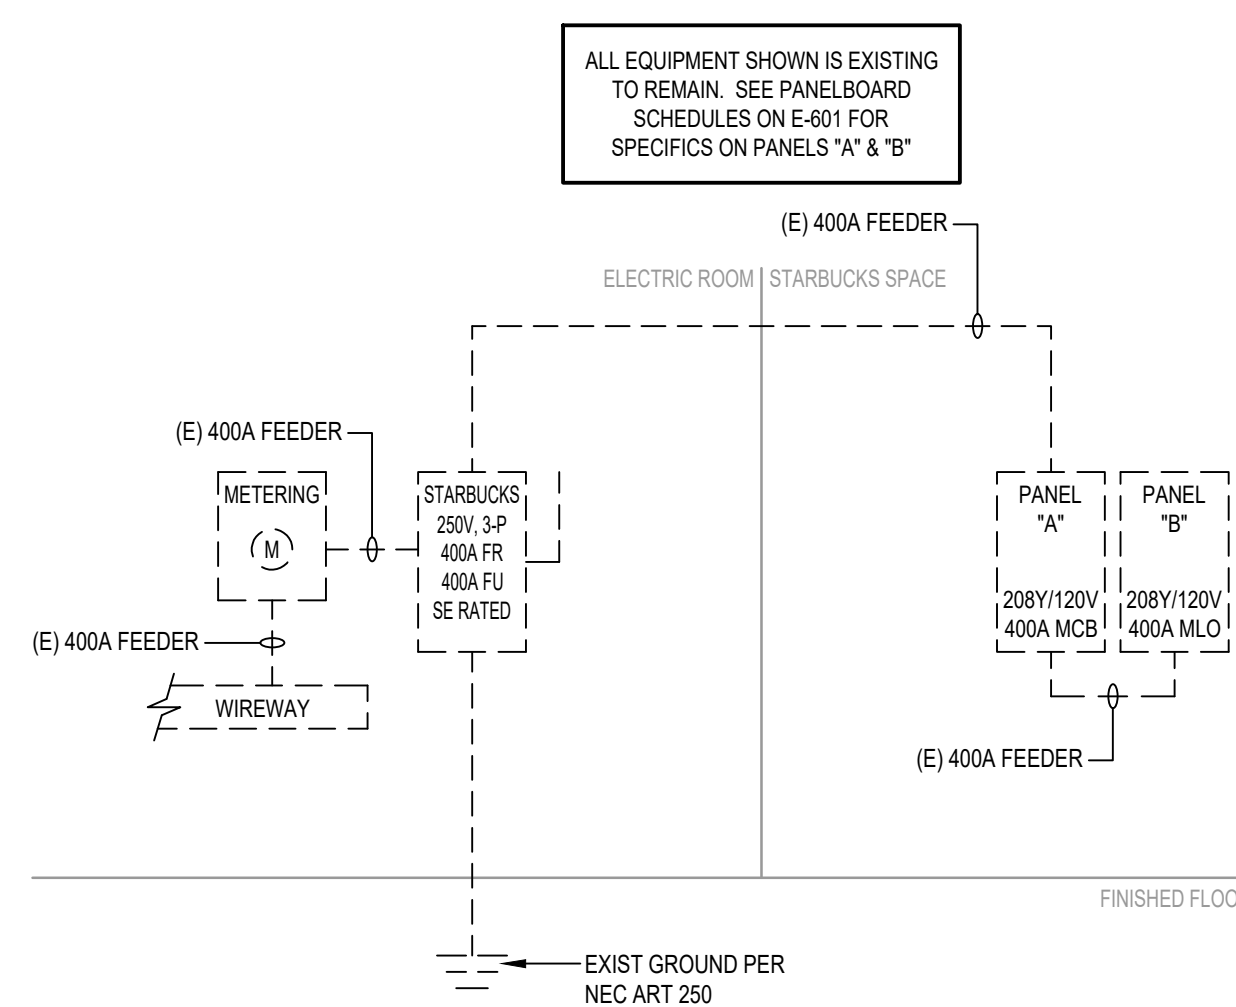 ALL EQUIPMENT SHOWN IS EXISTING
TO REMAIN. SEE PANELBOARD
SCHEDULES ON E-601 FOR
SPECIFICS ON PANELS "A" & "B"
(E) 400A FEEDER
ELECTRIC ROOM
STARBUCKS SPACE
(E) 400A FEEDER
METERING
M
STARBUCKS
250V, 3-P
400A FR
400A FU
SE RATED
PANEL
"A"
208Y/120V
400A MCB
PANEL
"B"
208Y/120V
400A MLO
(E) 400A FEEDER
WIREWAY
(E) 400A FEEDER
FINISHED FLOO
EXIST GROUND PER
NEC ART 250